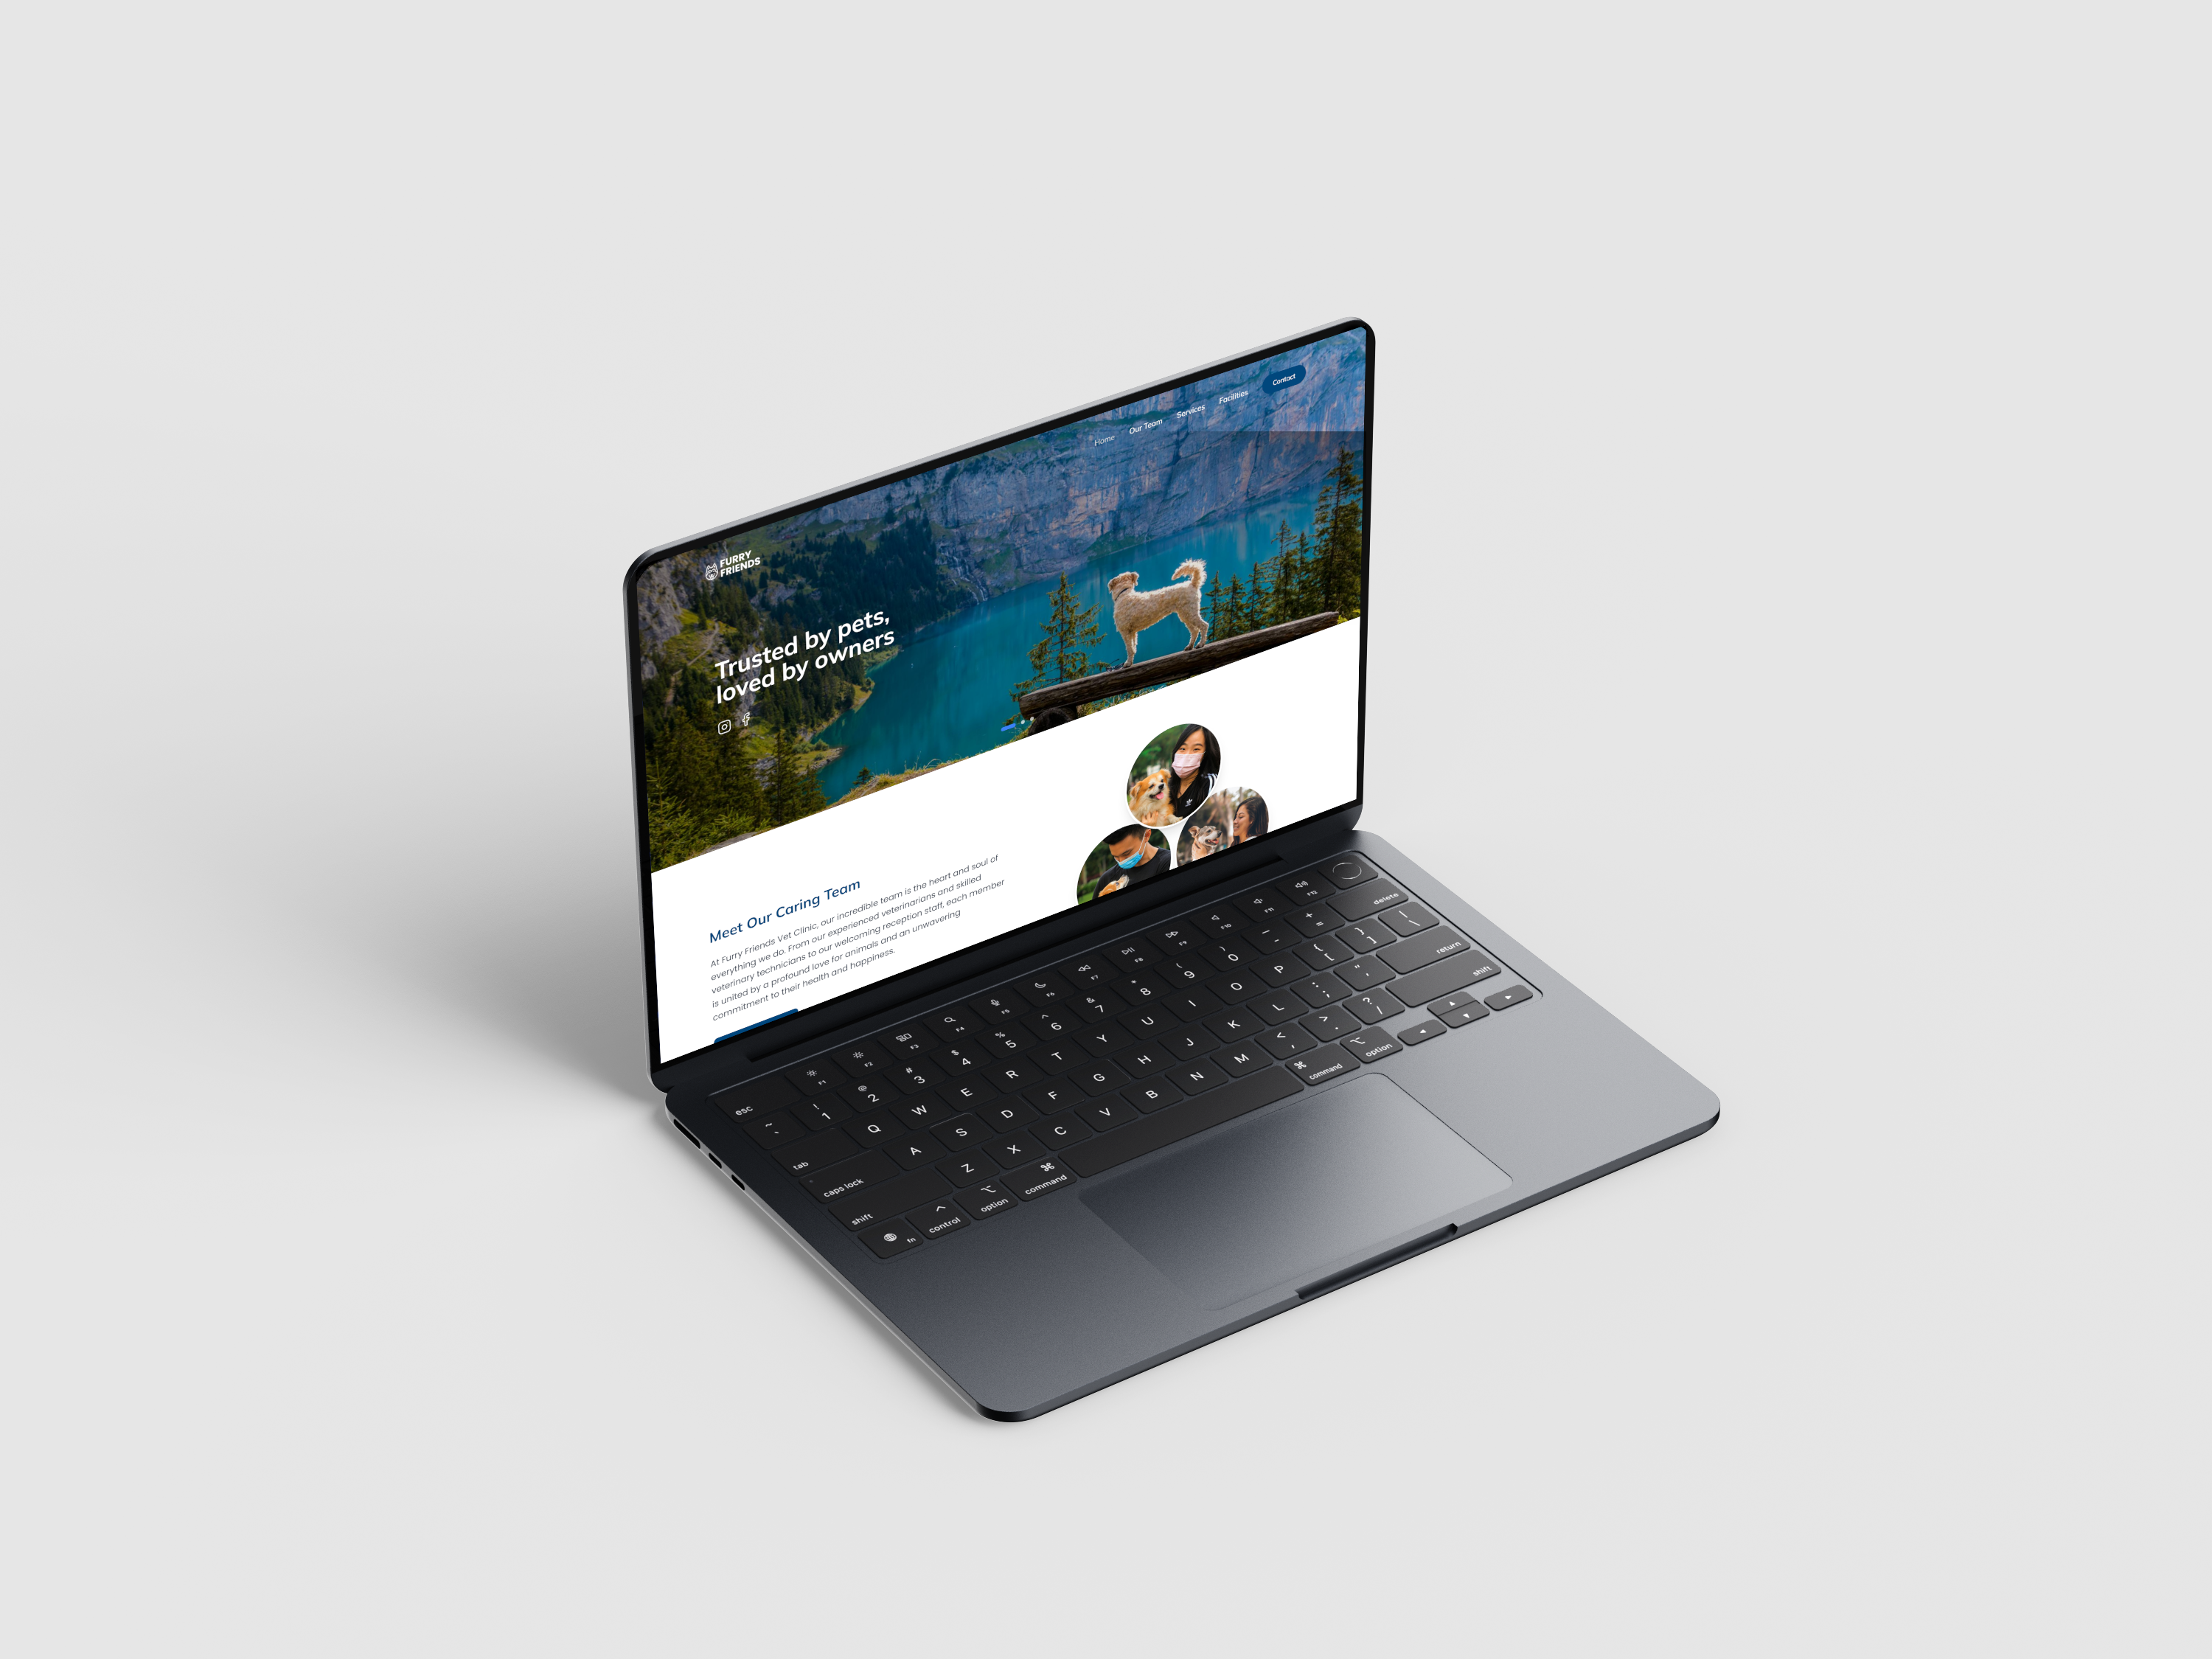 FURRY
FRIENDS
Home
Our Team
Services
Facilities
Contact
Trusted by pets,
loved by owners
Meet Our Caring Team
At Furry Friends Vet Clinic, our incredible team is the heart and soul of
everything we do. From our experienced veterinarians and skilled
veterinary technicians to our welcoming reception staff, each member
is united by a profound love for animals and an unwavering
commitment to their health and happiness.
esc F1 F2 F3 F4 F5 F6 F7 F8 F9 F10 F11 F12
~ ` ! 1 @ 2 # 3 $ 4 % 5 ^ 6 & 7 * 8 ( 9 ) 0 _ - + = delete
tab Q W E R T Y U I O P { [ } ] | \
caps lock A S D F G H J K L : ; " ' return
shift Z X C V B N M < , > . ? / shift
fn control option command command option